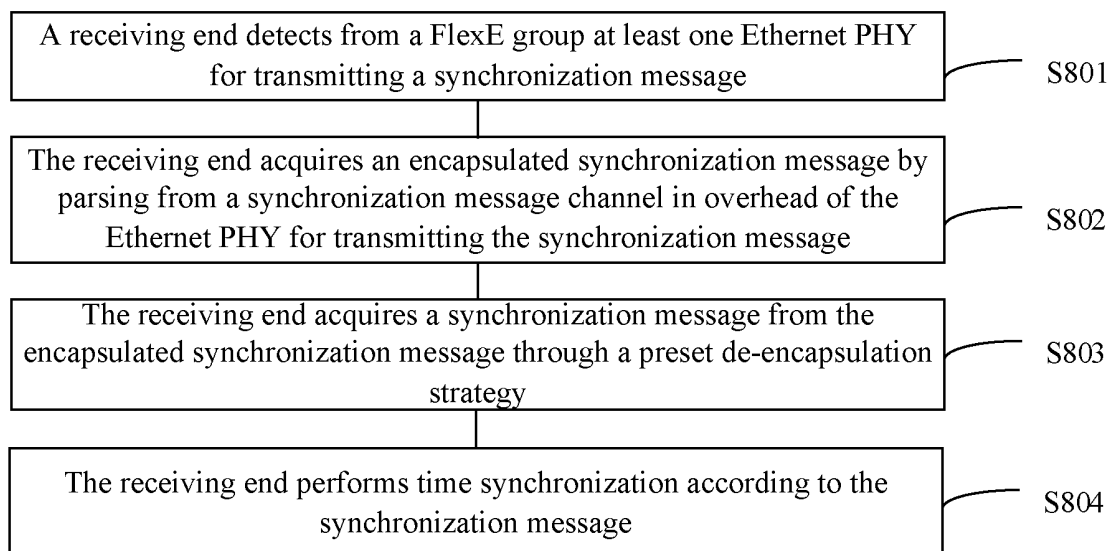 A receiving end detects from a FlexE group at least one Ethernet PHY
for transmitting a synchronization message
S801
The receiving end acquires an encapsulated synchronization message by
parsing from a synchronization message channel in overhead of the
Ethernet PHY for transmitting the synchronization message
S802
The receiving end acquires a synchronization message from the
encapsulated synchronization message through a preset de-encapsulation
strategy
S803
The receiving end performs time synchronization according to the
synchronization message
S804